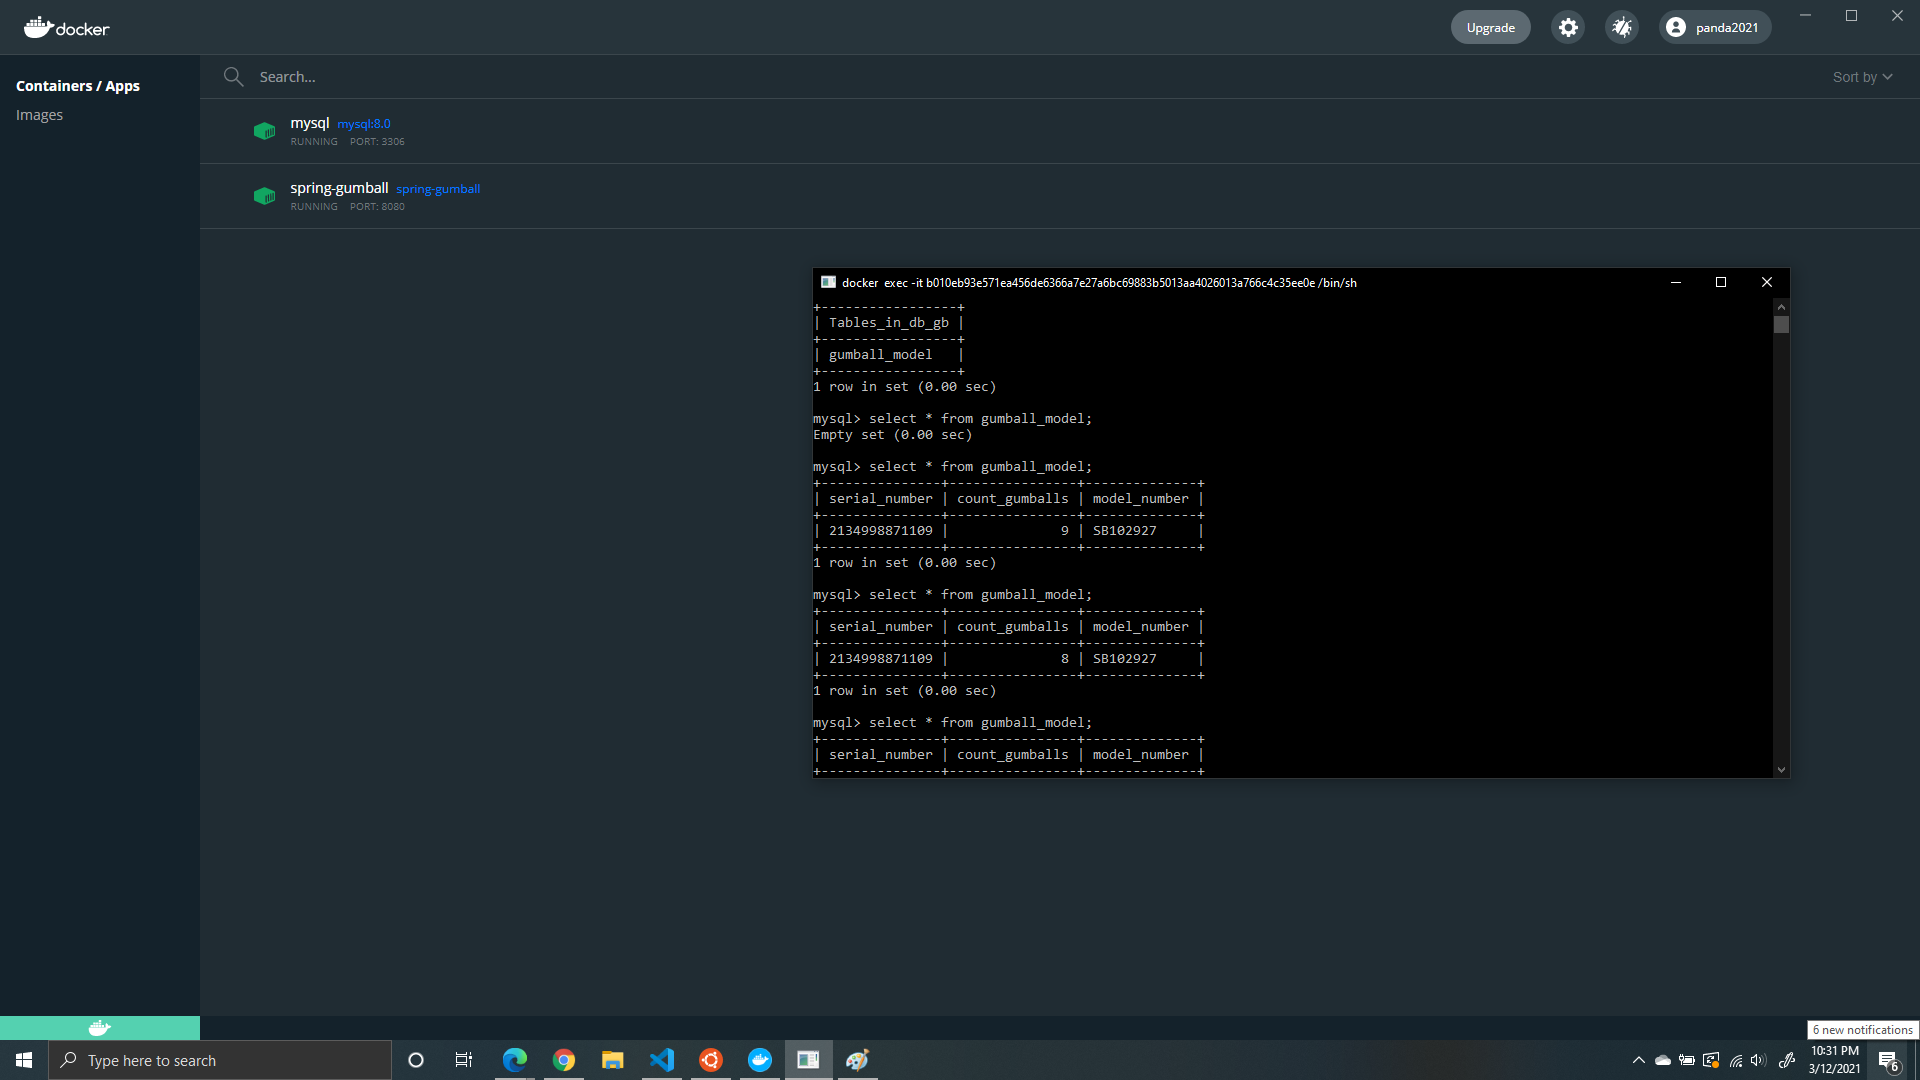 docker
Upgrade
panda2021
Containers / Apps
Images
Search...
Sort by
mysql mysql:8.0
RUNNING PORT: 3306
spring-gumball spring-gumball
RUNNING PORT: 8080
docker exec -it b010eb93e571ea456de6366a7e27a6bc69883b5013aa4026013a766c4c35ee0e /bin/sh
+-----------------+
| Tables_in_db_gb |
+-----------------+
| gumball_model   |
+-----------------+
1 row in set (0.00 sec)
mysql> select * from gumball_model;
Empty set (0.00 sec)
mysql> select * from gumball_model;
+---------------+----------------+--------------+
| serial_number | count_gumballs | model_number |
+---------------+----------------+--------------+
| 2134998871109 |              9 | SB102927     |
+---------------+----------------+--------------+
1 row in set (0.00 sec)
mysql> select * from gumball_model;
+---------------+----------------+--------------+
| serial_number | count_gumballs | model_number |
+---------------+----------------+--------------+
| 2134998871109 |              8 | SB102927     |
+---------------+----------------+--------------+
1 row in set (0.00 sec)
mysql> select * from gumball_model;
+---------------+----------------+--------------+
| serial_number | count_gumballs | model_number |
+---------------+----------------+--------------+
6 new notifications
Type here to search
10:31 PM
3/12/2021
6